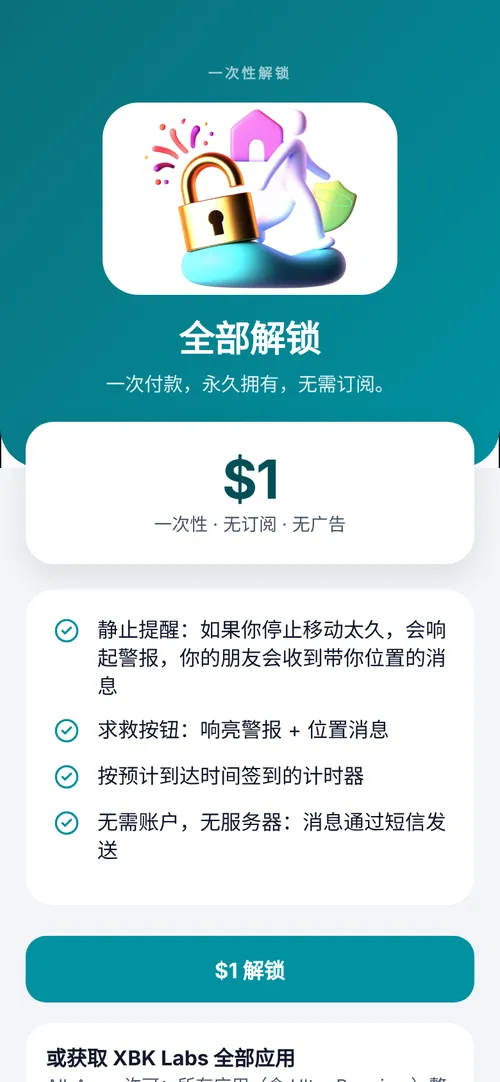 一次性解锁
全部解锁
一次付款，永久拥有，无需订阅。
$1
一次性 · 无订阅 · 无广告
静止提醒：如果你停止移动太久，会响
起警报，你的朋友会收到带你位置的消
息
求救按钮：响亮警报 + 位置消息
按预计到达时间签到的计时器
无需账户，无服务器：消息通过短信发
送
$1 解锁
或获取 XBK Labs 全部应用